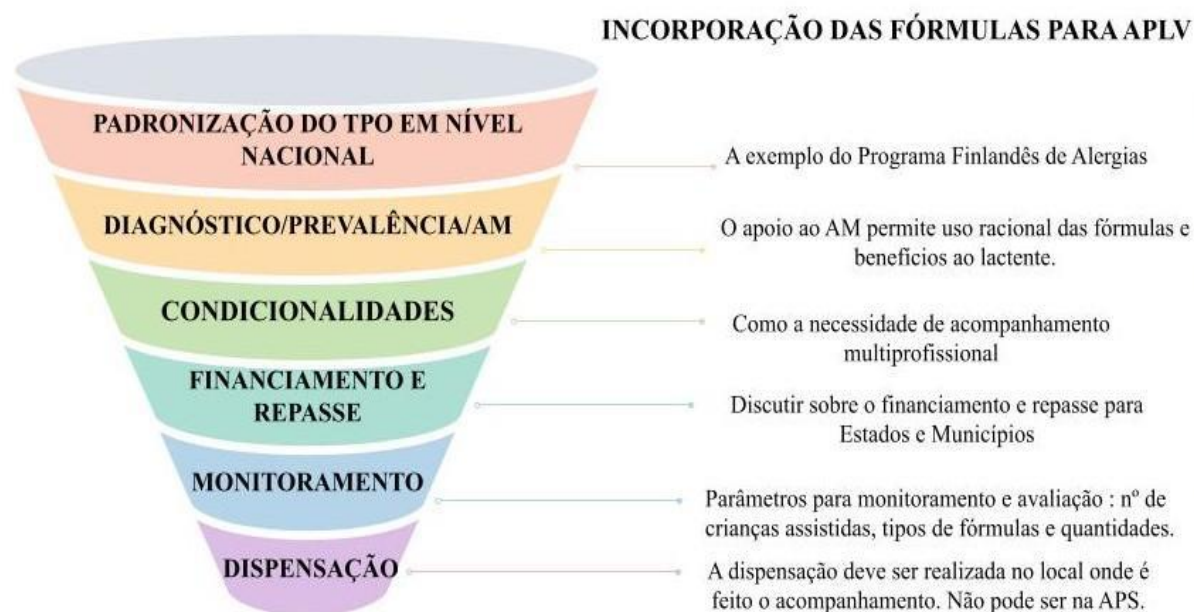 INCORPORAÇÃO DAS FÓRMULAS PARA APLV
PADRONIZAÇÃO DO TPO EM NÍVEL
NACIONAL
A exemplo do Programa Finlandês de Alergias
DIAGNÓSTICO/PREVALÊNCIA/AM
O apoio ao AM permite uso racional das fórmulas e
benefícios ao lactente.
CONDICIONALIDADES
Como a necessidade de acompanhamento
multiprofissional
FINANCIAMENTO E
REPASSE
Discutir sobre o financiamento e repasse para
Estados e Municípios
MONITORAMENTO
Parâmetros para monitoramento e avaliação : nº de
crianças assistidas, tipos de fórmulas e quantidades.
DISPENSAÇÃO
A dispensação deve ser realizada no local onde é
feito o acompanhamento. Não pode ser na APS.